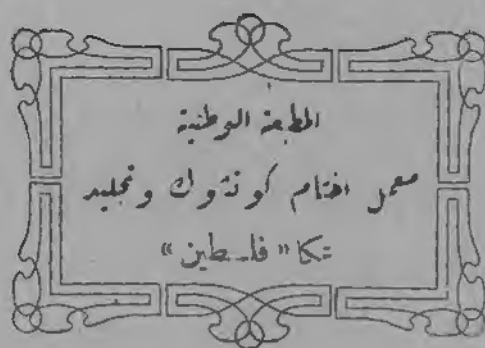 المطبعة الوطنية
معمل اختام كوتشوك وتجليد
عكا «فلسطين»